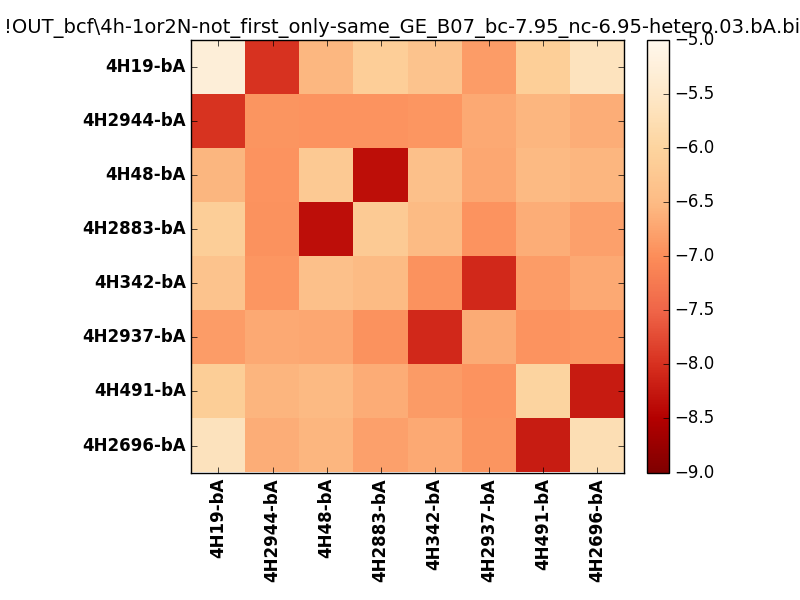 !OUT_bcf\4h-1or2N-not_first_only-same_GE_B07_bc-7.95_nc-6.95-hetero.03.bA.bi
4H19-bA
4H2944-bA
4H48-bA
4H2883-bA
4H342-bA
4H2937-bA
4H491-bA
4H2696-bA
4H19-bA
4H2944-bA
4H48-bA
4H2883-bA
4H342-bA
4H2937-bA
4H491-bA
4H2696-bA
−5.0
−5.5
−6.0
−6.5
−7.0
−7.5
−8.0
−8.5
−9.0